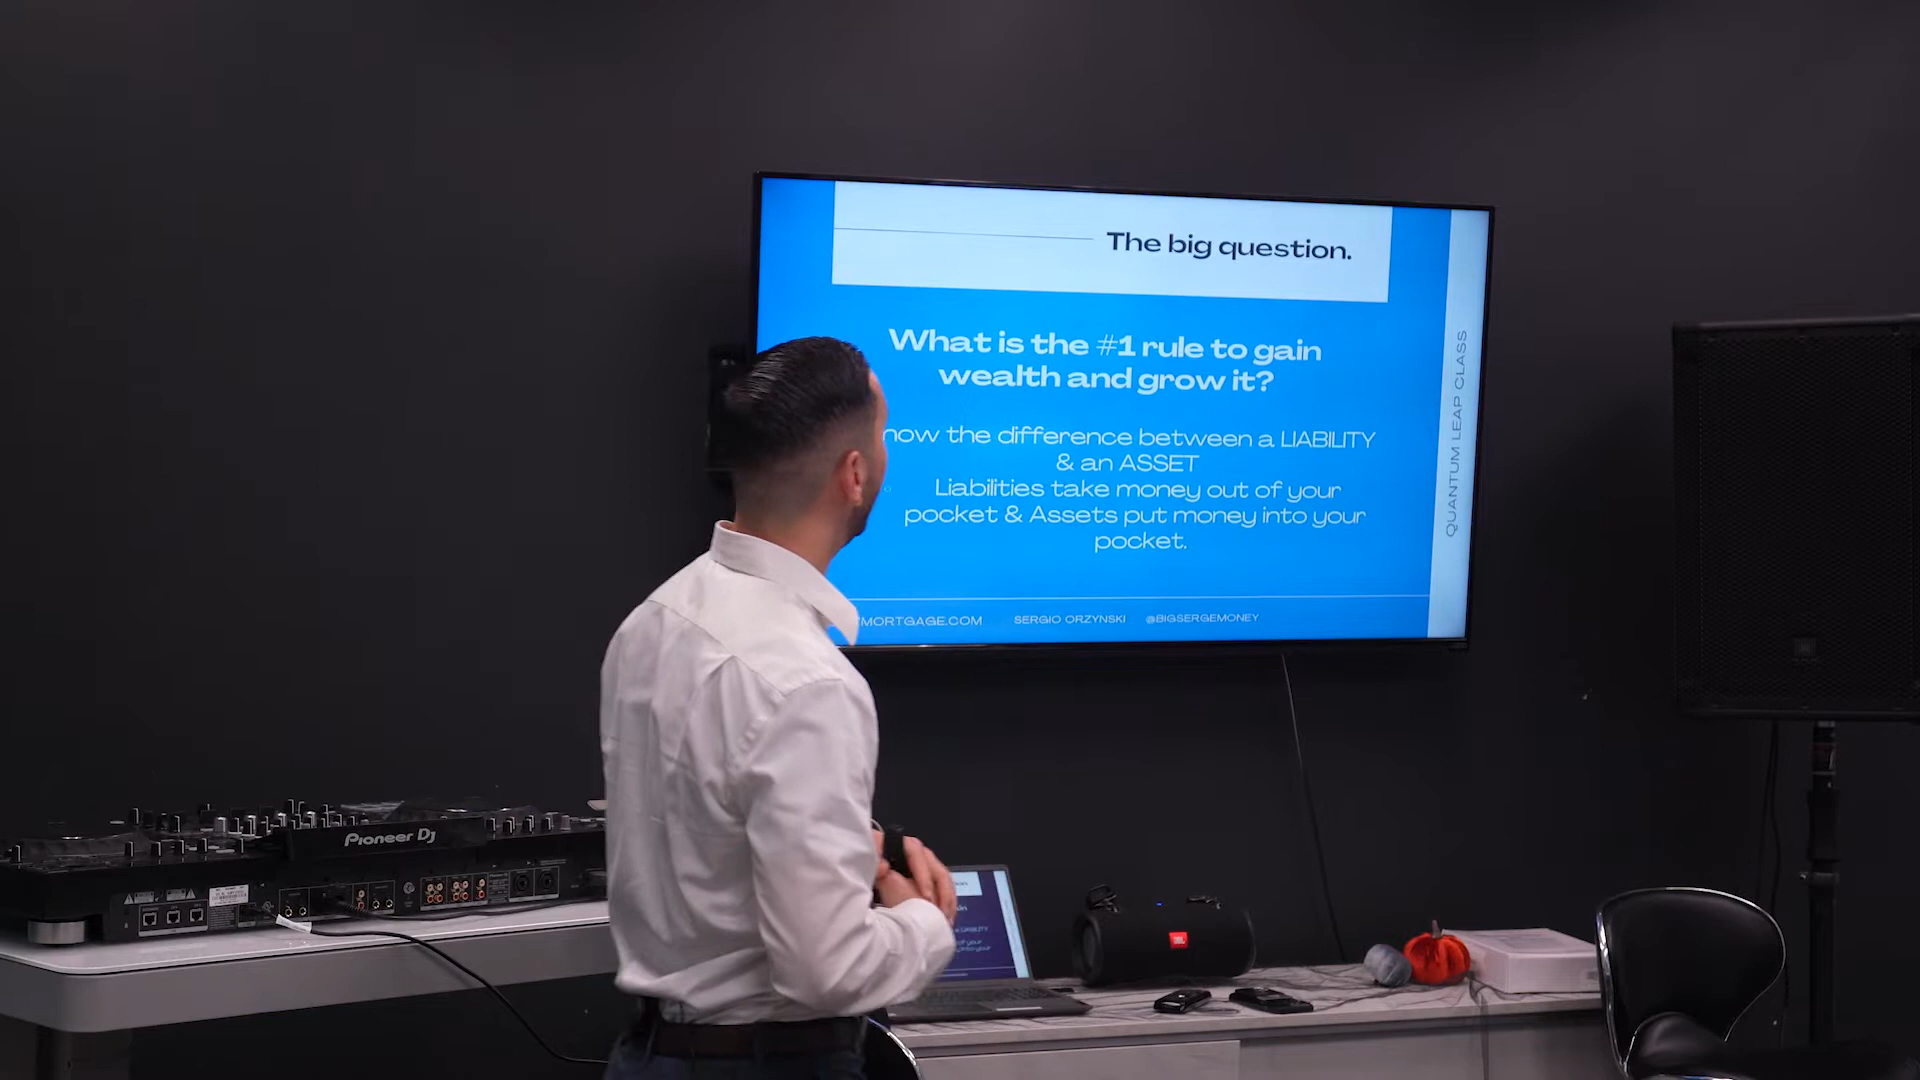 The big question.
What is the #1 rule to gain
wealth and grow it?
now the difference between a LIABILITY
& an ASSET
Liabilities take money out of your
pocket & Assets put money into your
pocket.
MORTGAGE.COM SERGIO ORZYNSKI @BIGSERGEMONEY
QUANTUM LEAP CLASS
Pioneer Dj
JBL